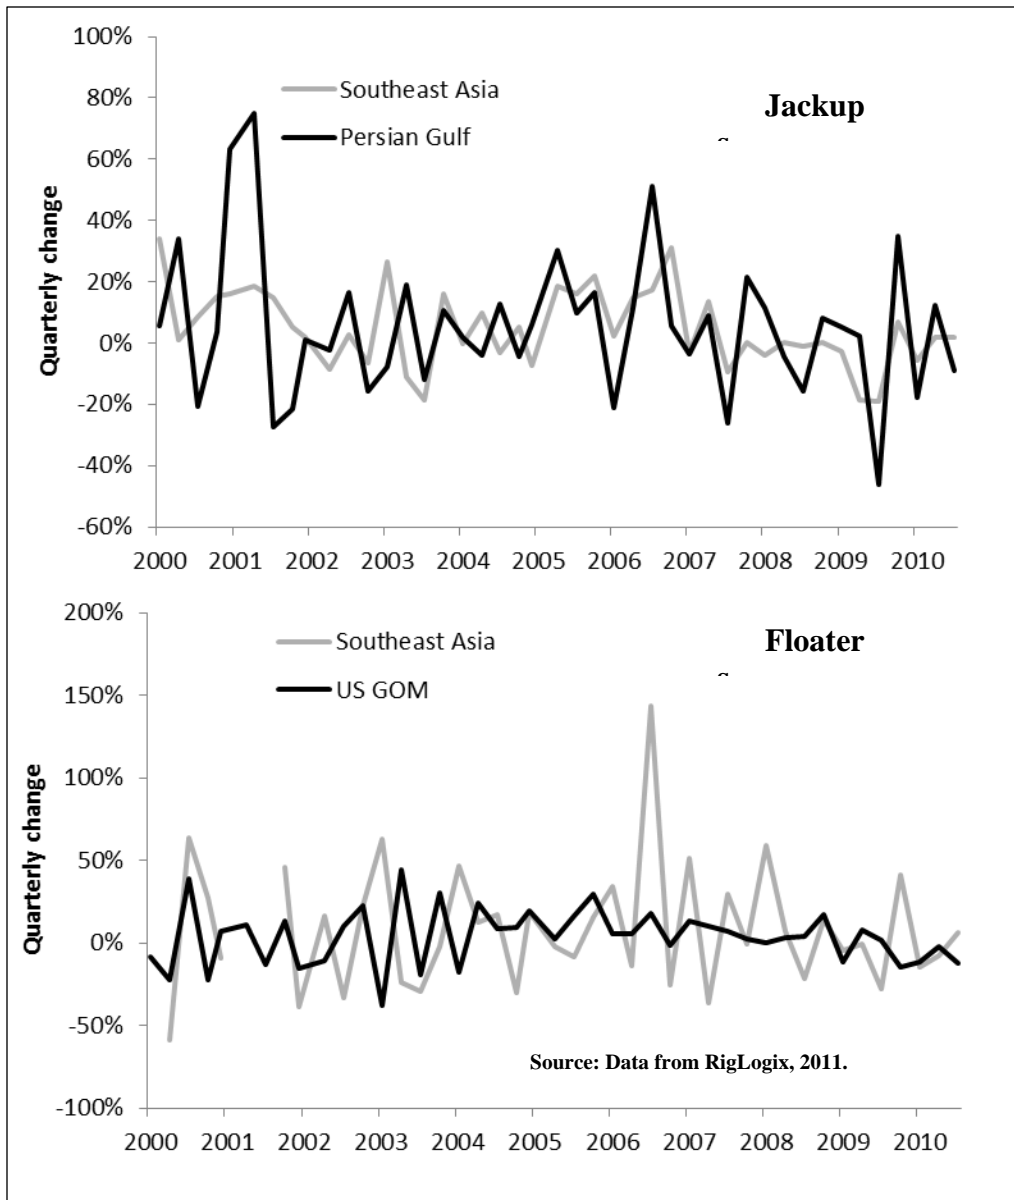 100%
Southeast Asia
Jackup
80%
Persian Gulf
60%
40%
20%
0%
-20%
-40%
-60%
Quarterly change
2000 2001 2002 2003 2004 2005 2006 2007 2008 2009 2010
200%
Southeast Asia
Floater
US GOM
150%
100%
50%
0%
-50%
-100%
Quarterly change
Source: Data from RigLogix, 2011.
2000 2001 2002 2003 2004 2005 2006 2007 2008 2009 2010